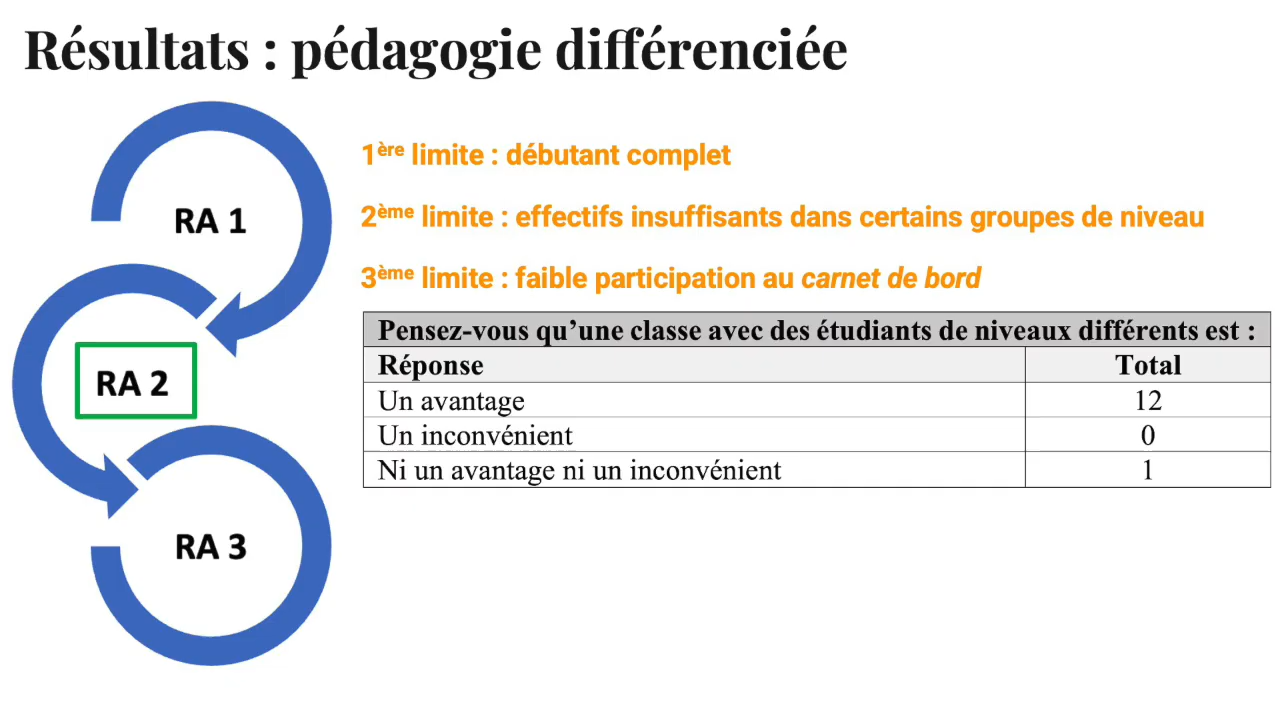 Résultats : pédagogie différenciée
RA 1
RA 2
RA 3
1ère limite : débutant complet
2ème limite : effectifs insuffisants dans certains groupes de niveau
3ème limite : faible participation au carnet de bord
Pensez-vous qu’une classe avec des étudiants de niveaux différents est :
Réponse Total
Un avantage 12
Un inconvénient 0
Ni un avantage ni un inconvénient 1